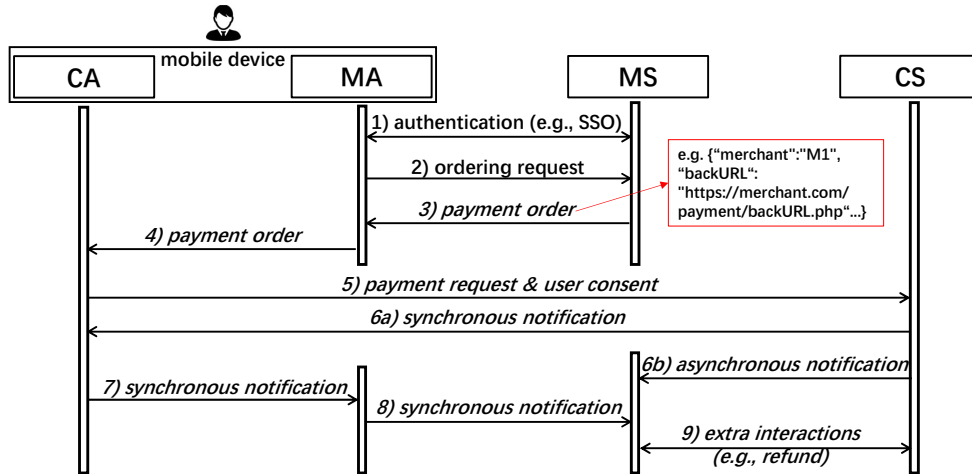 mobile device
CA
MA
MS
CS
1) authentication (e.g., SSO)
2) ordering request
3) payment order
e.g. {“merchant":"M1",
“backURL“:
"https://merchant.com/
payment/backURL.php“...}
4) payment order
5) payment request & user consent
6a) synchronous notification
6b) asynchronous notification
7) synchronous notification
8) synchronous notification
9) extra interactions
(e.g., refund)